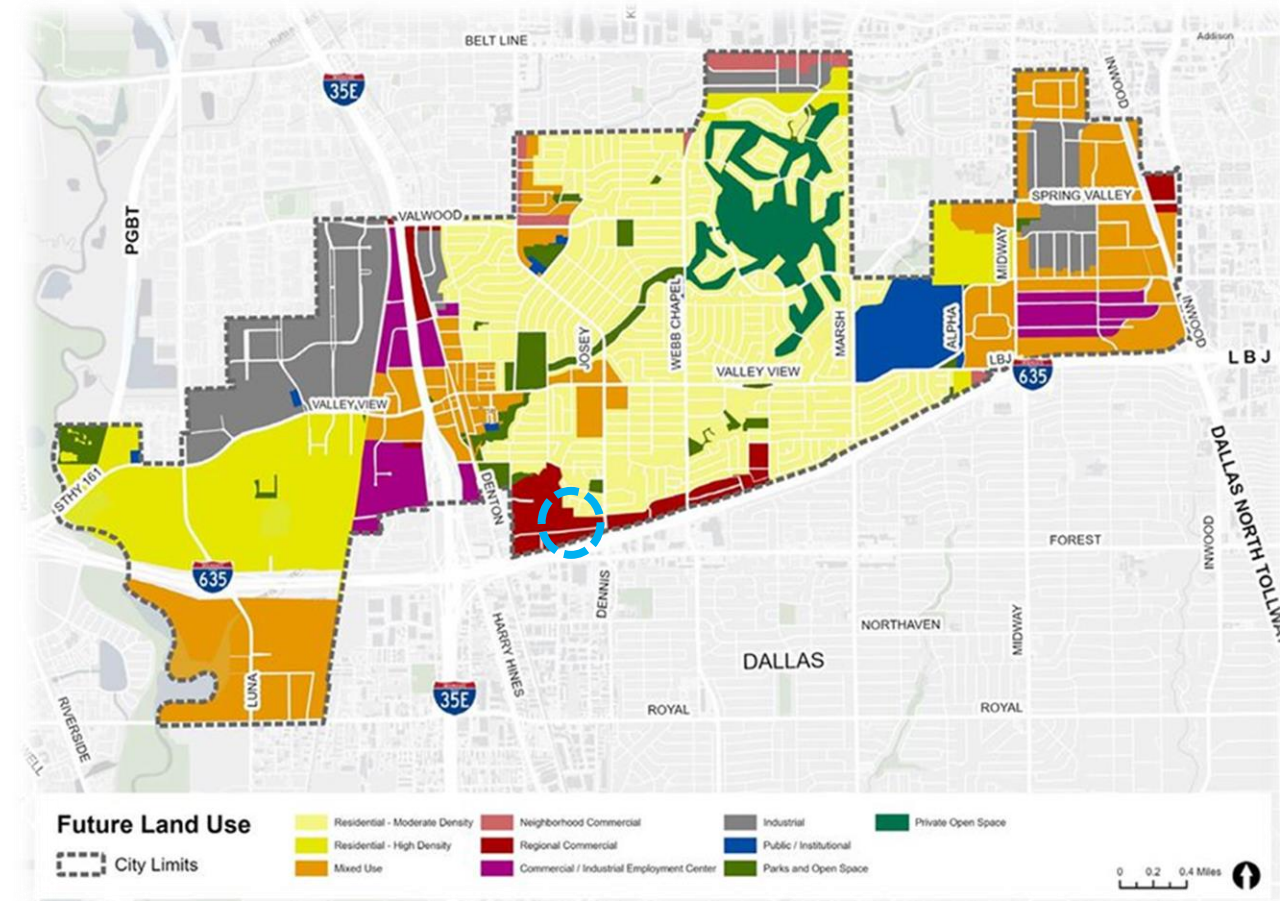 BELT LINE
Addison
INWOOD
35E
PGBT
VALWOOD
SPRING VALLEY
MIDWAY
WEBB CHAPEL
JOSEY
MARSH
ALPHA
INWOOD
LBJ
LBJ
635
VALLEY VIEW
VALLEY VIEW
STHY 161
DENTON
DALLAS NORTH TOLLWA
635
FOREST
INWOOD
DENNIS
HARRY HINES
NORTHAVEN
MIDWAY
DALLAS
LUNA
35E
RIVERSIDE
ROYAL
ROYAL
Future Land Use
City Limits
Residential - Moderate Density
Residential - High Density
Mixed Use
Neighborhood Commercial
Regional Commercial
Commercial / Industrial Employment Center
Industrial
Public / Institutional
Parks and Open Space
Private Open Space
0 0.2 0.4 Miles